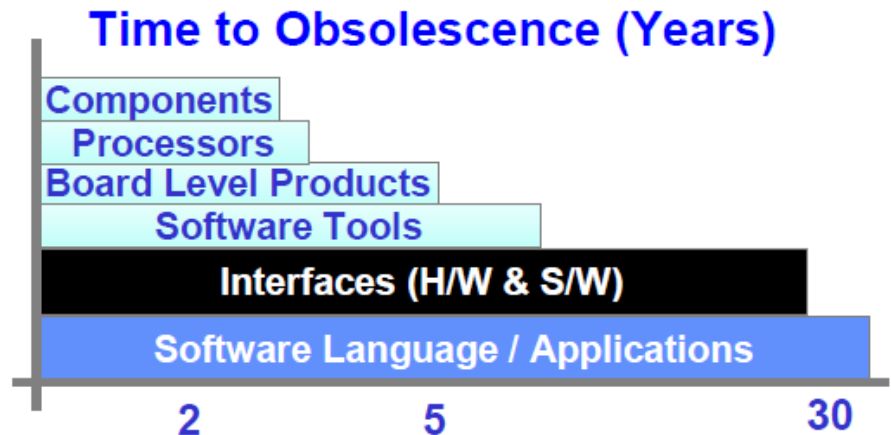 Time to Obsolescence (Years)
Components
Processors
Board Level Products
Software Tools
Interfaces (H/W & S/W)
Software Language / Applications
2 5 30